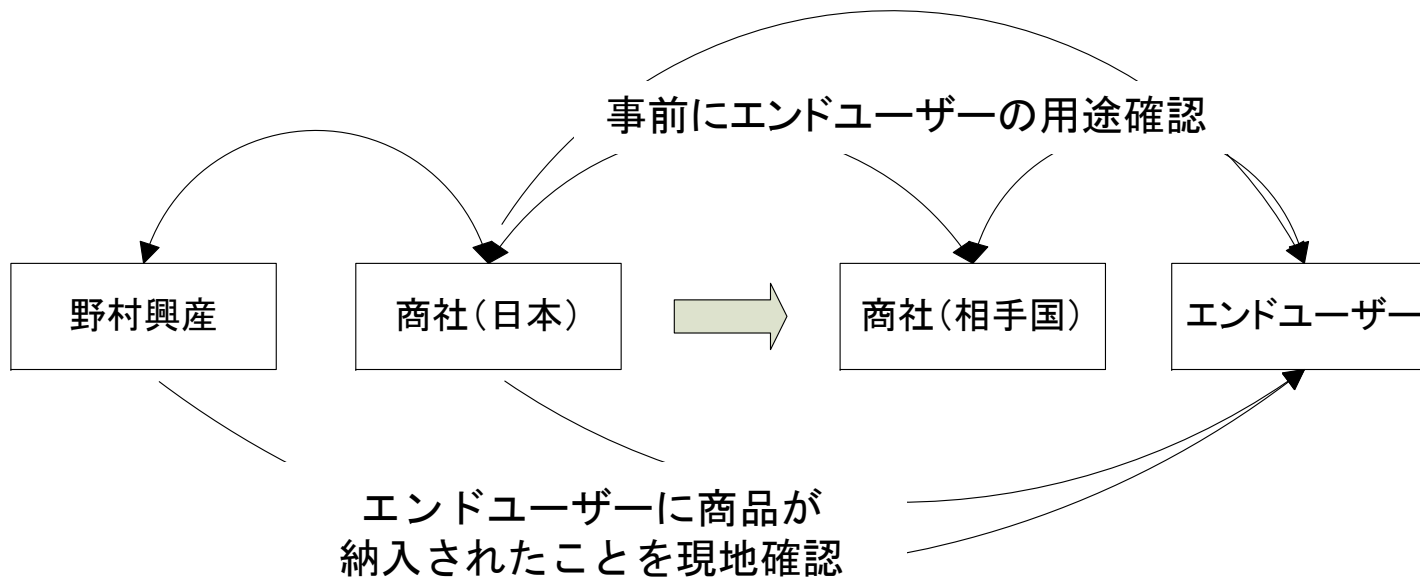 事前にエンドユーザーの用途確認
野村興産
商社（日本）
商社（相手国）
エンドユーザー
エンドユーザーに商品が
納入されたことを現地確認